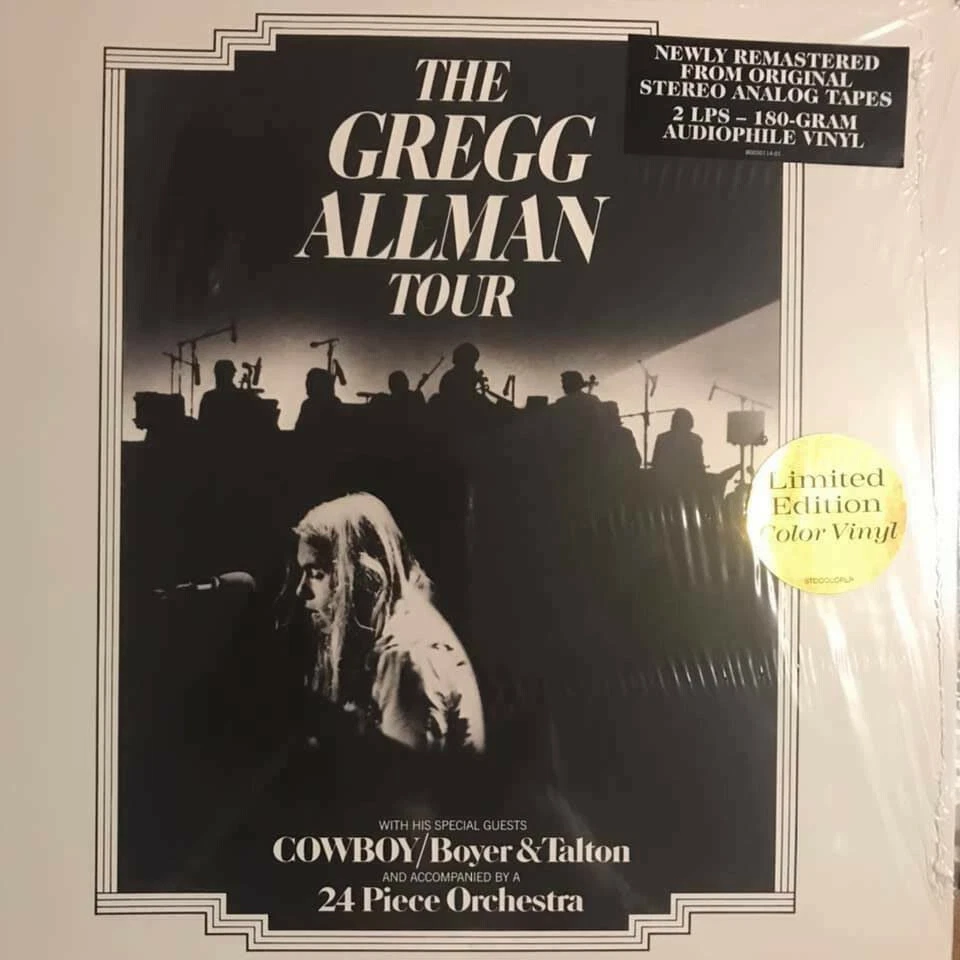 THE
GREGG
ALLMAN
TOUR
NEWLY REMASTERED
FROM ORIGINAL
STEREO ANALOG TAPES
2 LPS – 180-GRAM
AUDIOPHILE VINYL
Limited
Edition
Color Vinyl
WITH HIS SPECIAL GUESTS
COWBOY/Boyer & Talton
AND ACCOMPANIED BY A
24 Piece Orchestra